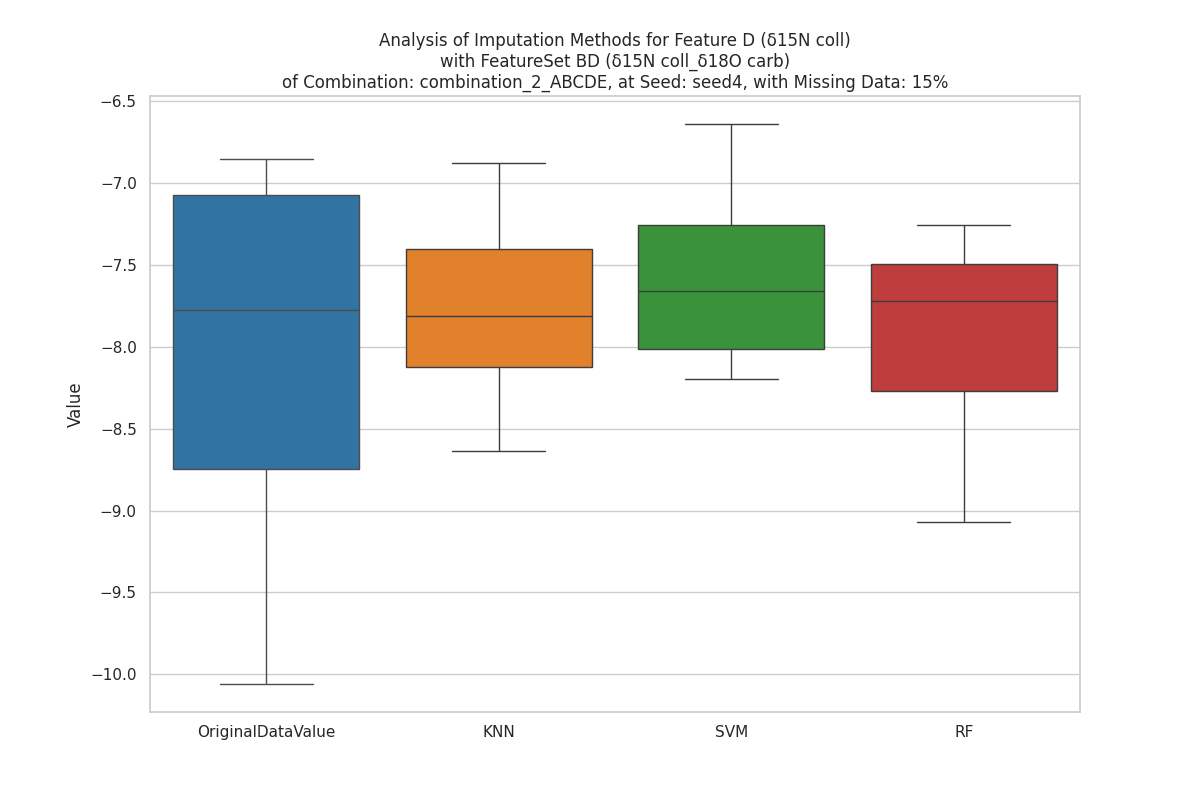 Analysis of Imputation Methods for Feature D (δ15N coll)
with FeatureSet BD (δ15N coll_δ18O carb)
of Combination: combination_2_ABCDE, at Seed: seed4, with Missing Data: 15%
−6.5
−7.0
−7.5
−8.0
−8.5
−9.0
−9.5
−10.0
Value
OriginalDataValue
KNN
SVM
RF